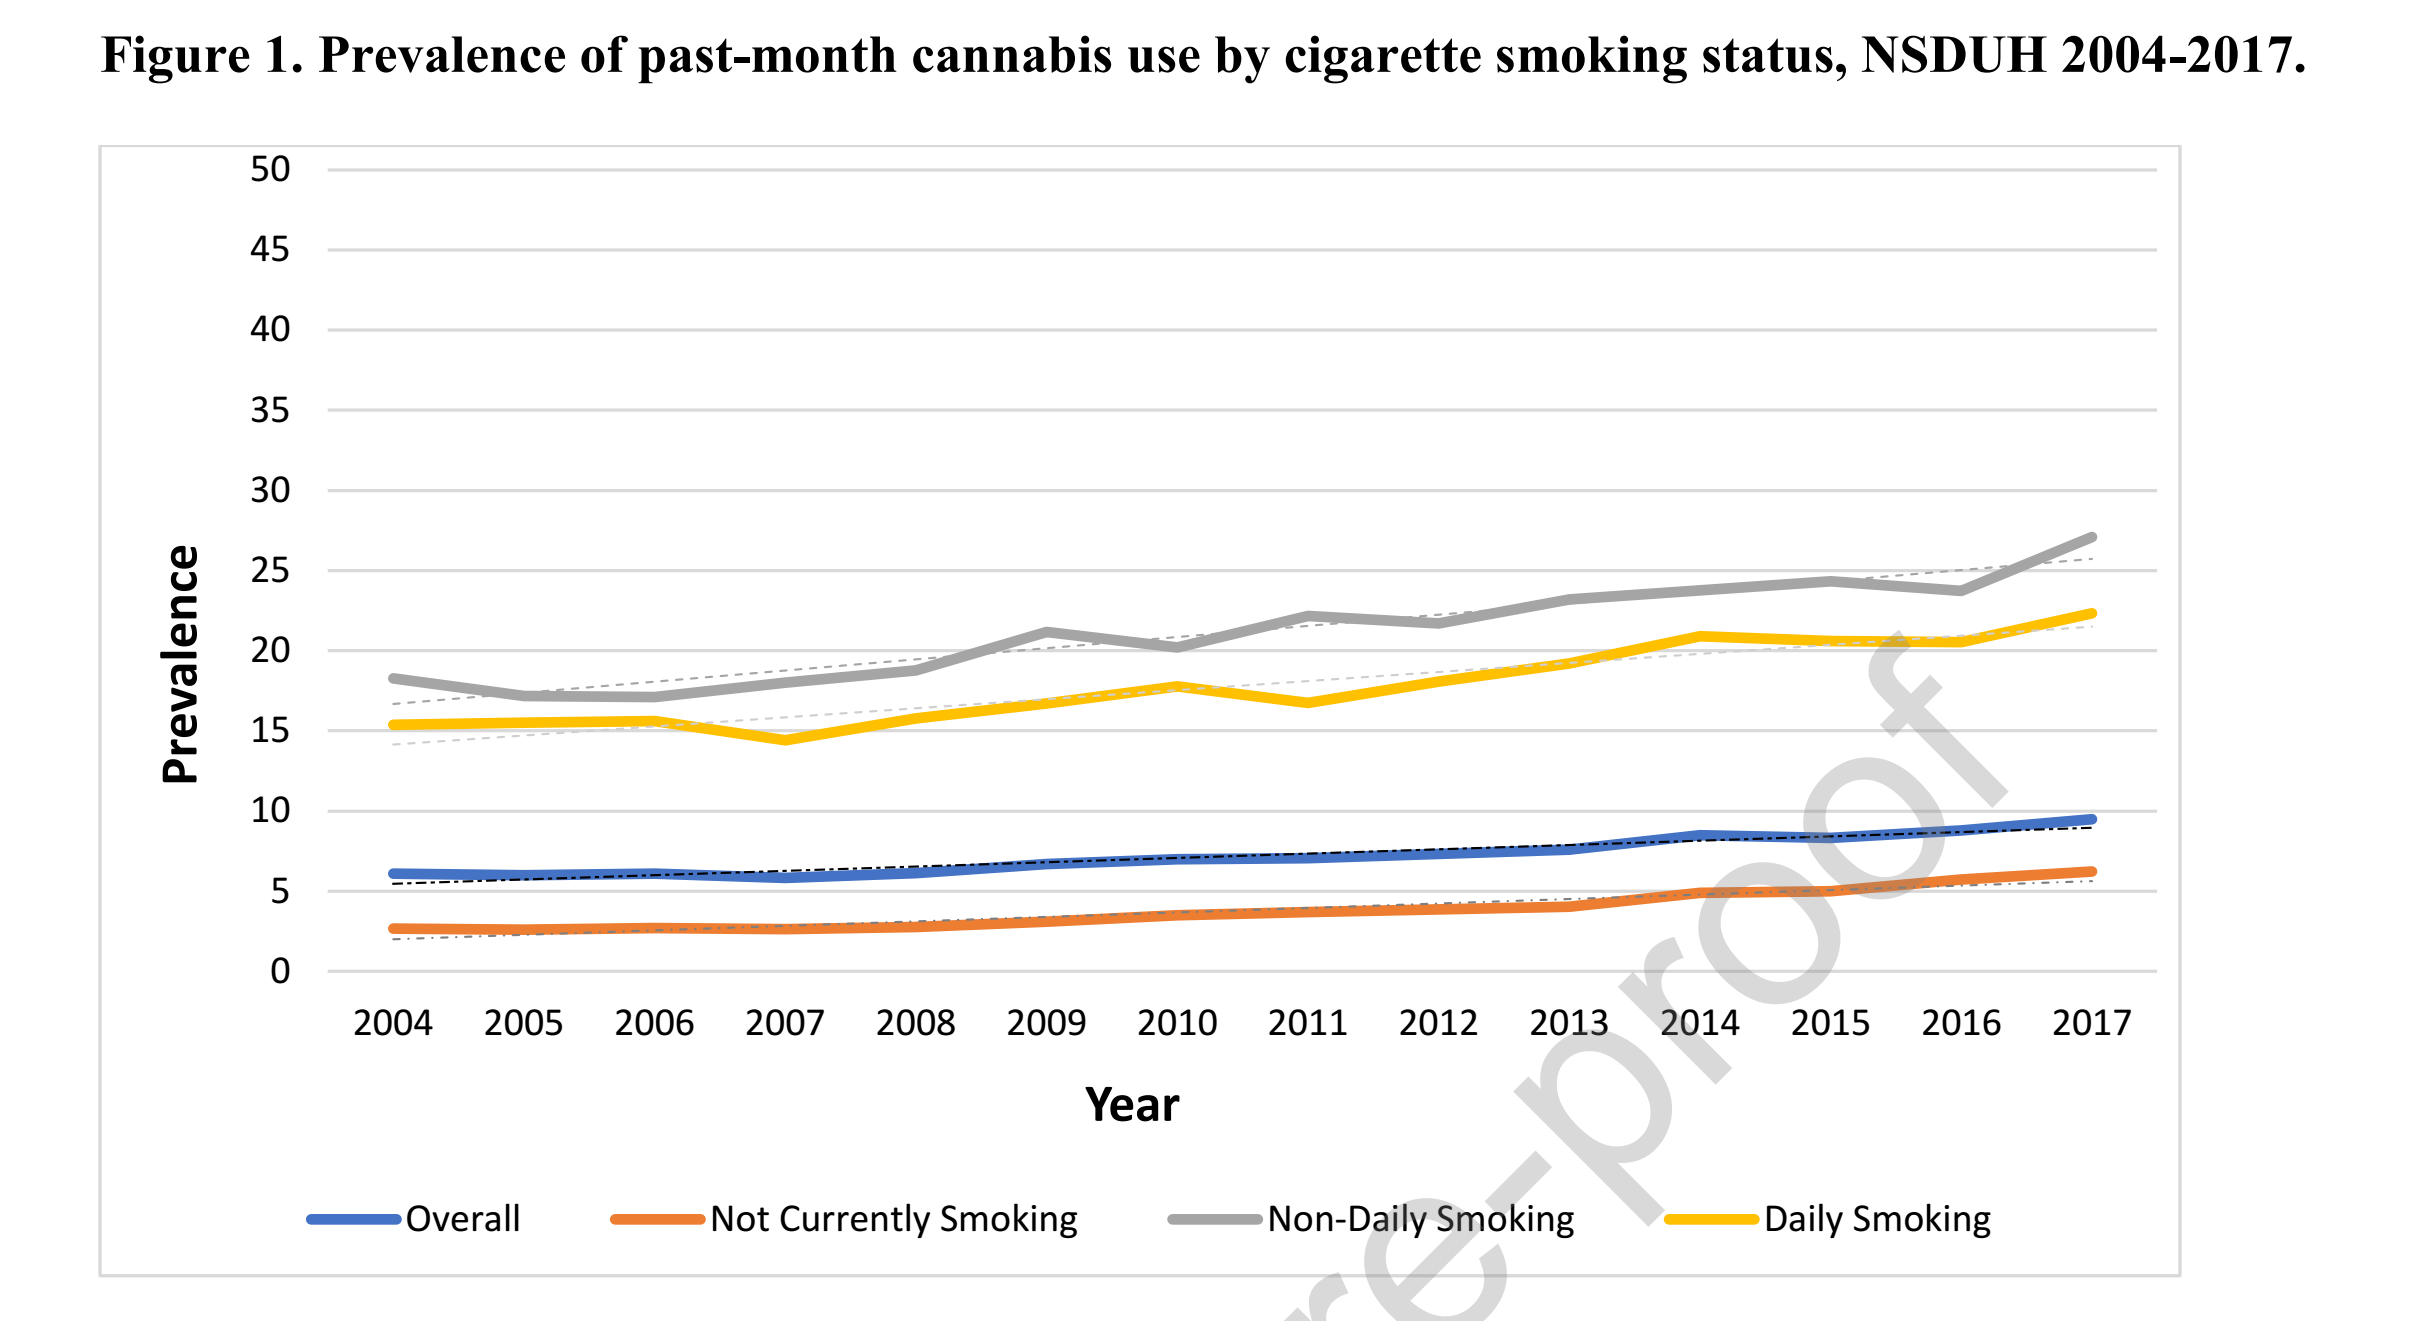 Figure 1. Prevalence of past-month cannabis use by cigarette smoking status, NSDUH 2004-2017.
50
45
40
35
30
25
20
15
10
5
0
Prevalence
2004 2005 2006 2007 2008 2009 2010 2011 2012 2013 2014 2015 2016 2017
Year
Overall Not Currently Smoking Non-Daily Smoking Daily Smoking
re-proof